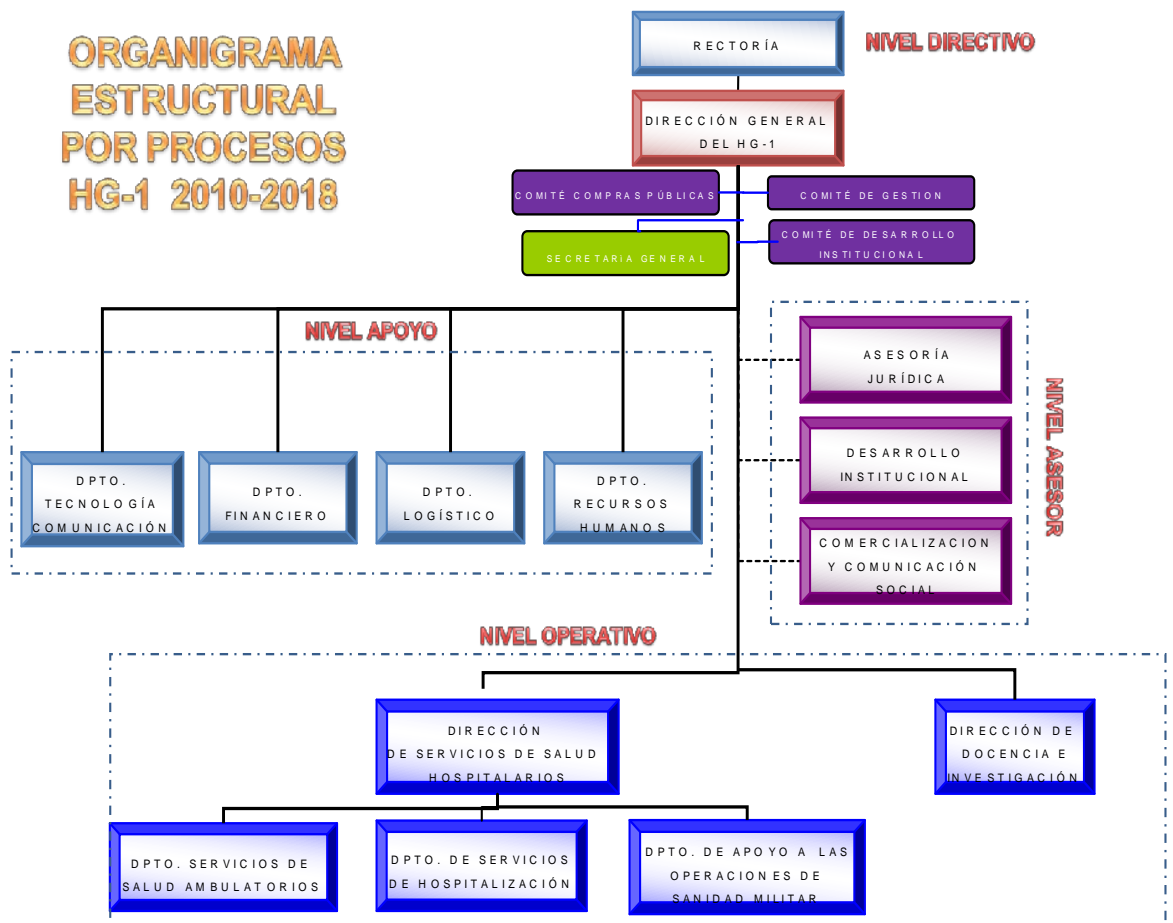 ORGANIGRAMA
ESTRUCTURAL
POR PROCESOS
HG-1 2010-2018
RECTORÍA
NIVEL DIRECTIVO
DIRECCIÓN GENERAL
DEL HG-1
COMITÉ COMPRAS PÚBLICAS
COMITÉ DE GESTION
SECRETARIA GENERAL
COMITÉ DE DESARROLLO
INSTITUCIONAL
NIVEL APOYO
DPTO.
TECNOLOGÍA
COMUNICACIÓN
DPTO.
FINANCIERO
DPTO.
LOGÍSTICO
DPTO.
RECURSOS
HUMANOS
ASESORÍA
JURÍDICA
DESARROLLO
INSTITUCIONAL
COMERCIALIZACION
Y COMUNICACIÓN
SOCIAL
NIVEL ASESOR
NIVEL OPERATIVO
DIRECCIÓN
DE SERVICIOS DE SALUD
HOSPITALARIOS
DIRECCIÓN DE
DOCENCIA E
INVESTIGACIÓN
DPTO. SERVICIOS DE
SALUD AMBULATORIOS
DPTO. DE SERVICIOS
DE HOSPITALIZACIÓN
DPTO. DE APOYO A LAS
OPERACIONES DE
SANIDAD MILITAR